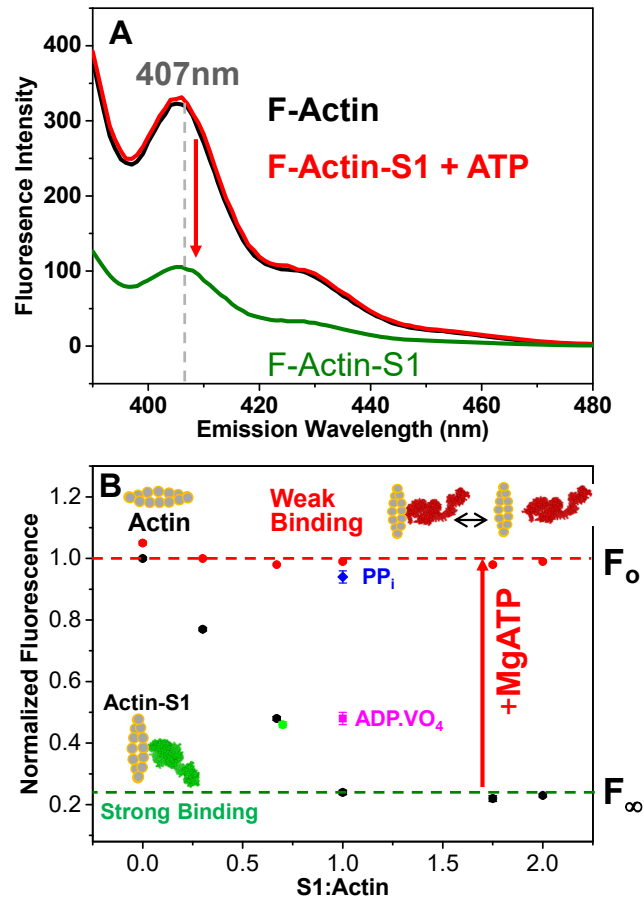 A
407nm
F-Actin
F-Actin-S1 + ATP
F-Actin-S1
400
300
200
100
0
400 420 440 460 480
Fluoresence Intensity
Emission Wavelength (nm)
B
Actin
Weak
Binding
1.2
1.0
0.8
0.6
0.4
0.2
Fo
PPi
+MgATP
ADP.VO4
Actin-S1
Strong Binding
F∞
0.0 0.5 1.0 1.5 2.0
Normalized Fluorescence
S1:Actin